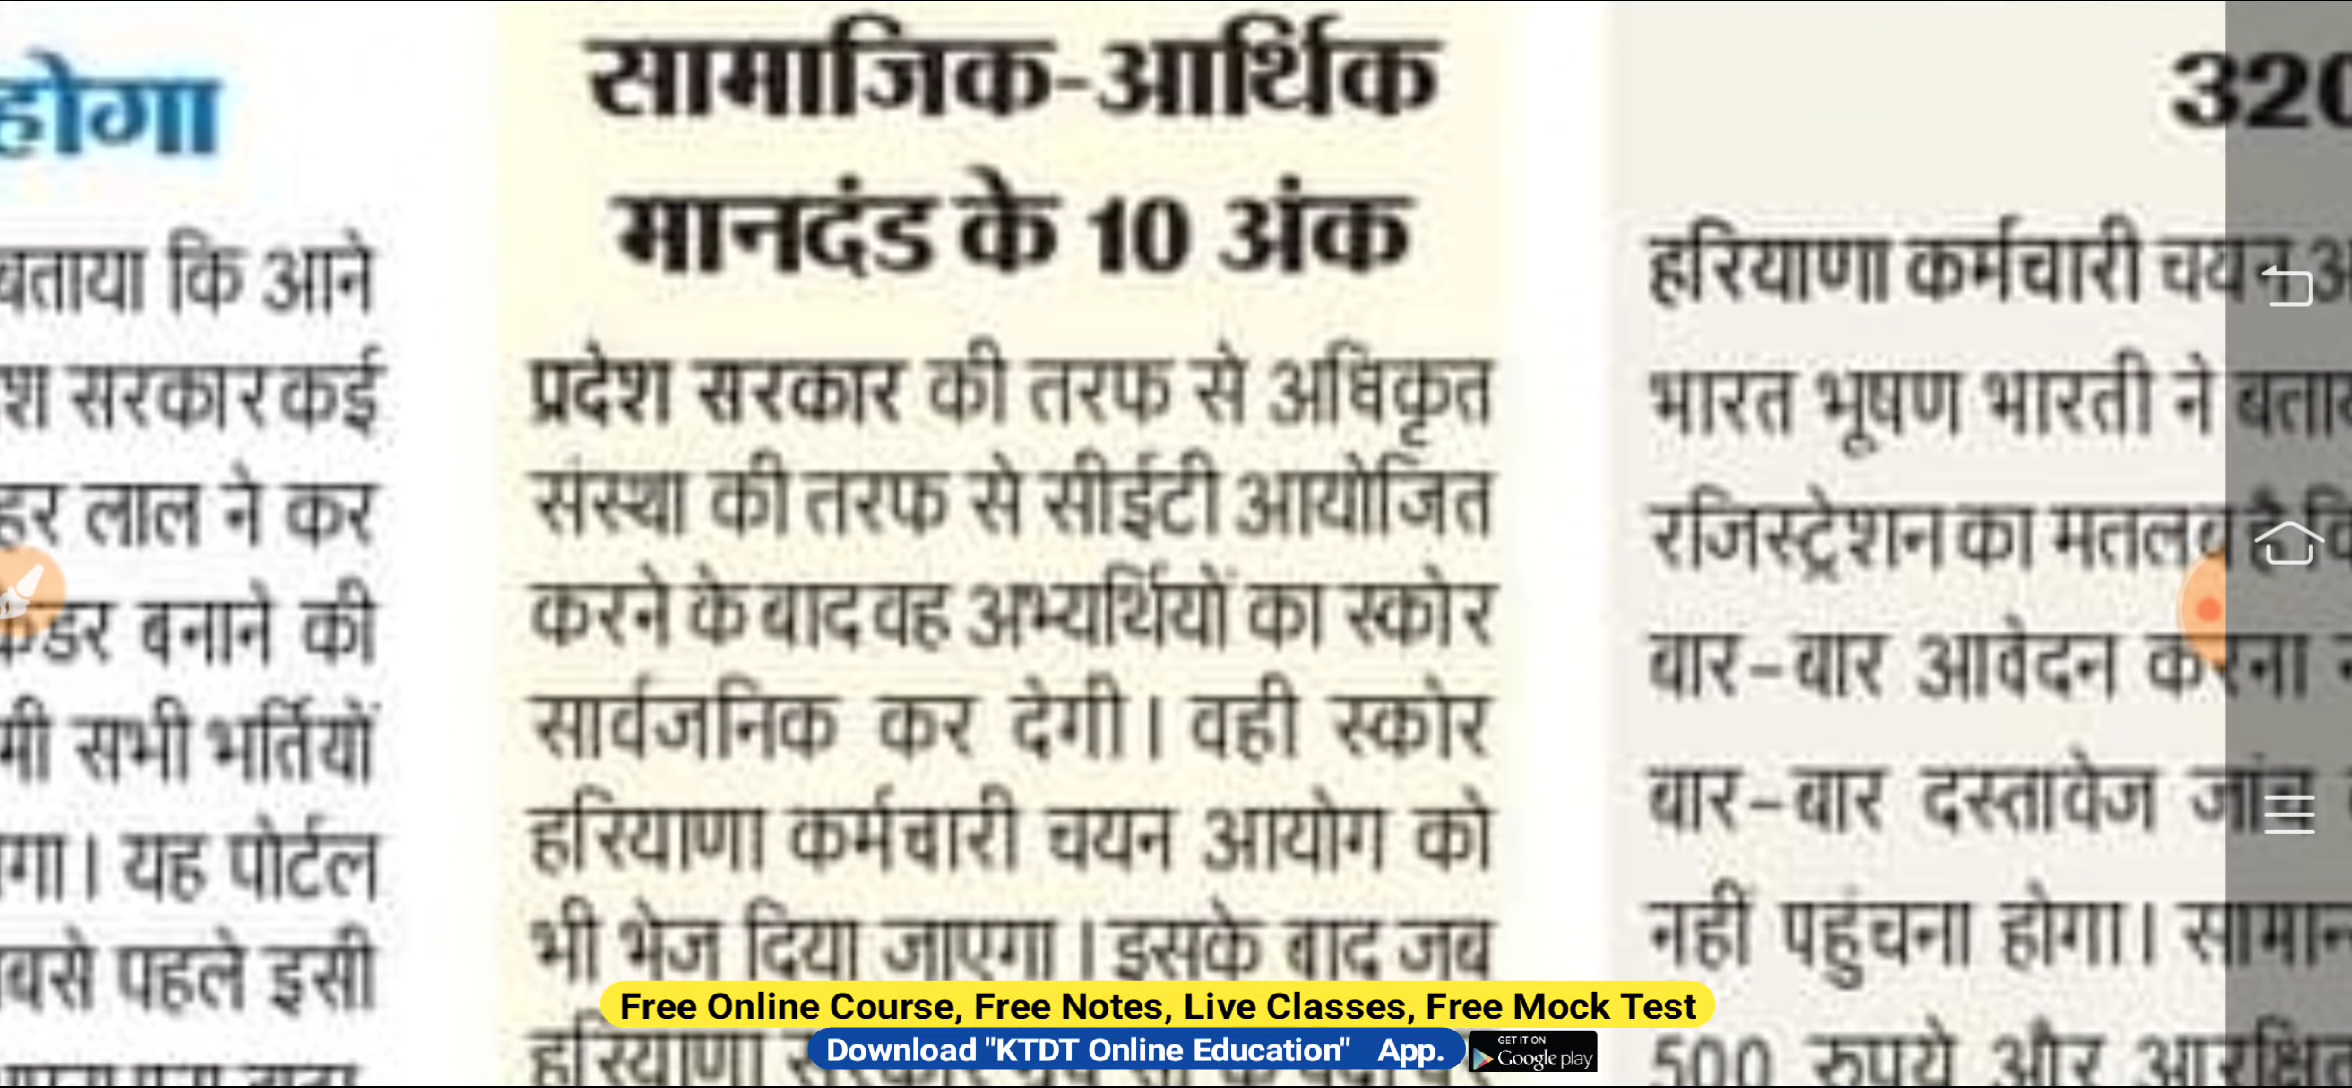 होगा
बताया कि आने
सरकार कई
लाल ने कर
बनाने की
सभी भर्तियों
यह पोर्टल
पहले इसी
सामाजिक-आर्थिक
मानदंड के 10 अंक
प्रदेश सरकार की तरफ से अधिकृत
संस्था की तरफ से सीईटी आयोजित
करने के बाद वह अभ्यर्थियों का स्कोर
सार्वजनिक कर देगी। वही स्कोर
हरियाणा कर्मचारी चयन आयोग को
भी भेज दिया जाएगा। इसके बाद जब
हरियाणा
320
हरियाणा कर्मचारी चयन
भारत भूषण भारती ने
रजिस्ट्रेशन का मतलब है
बार-बार आवेदन करना
बार-बार दस्तावेज जांच
नहीं पहुंचना होगा।
500 रुपये और
Free Online Course, Free Notes, Live Classes, Free Mock Test
Download "KTDT Online Education" App.
GET IT ON
Google play